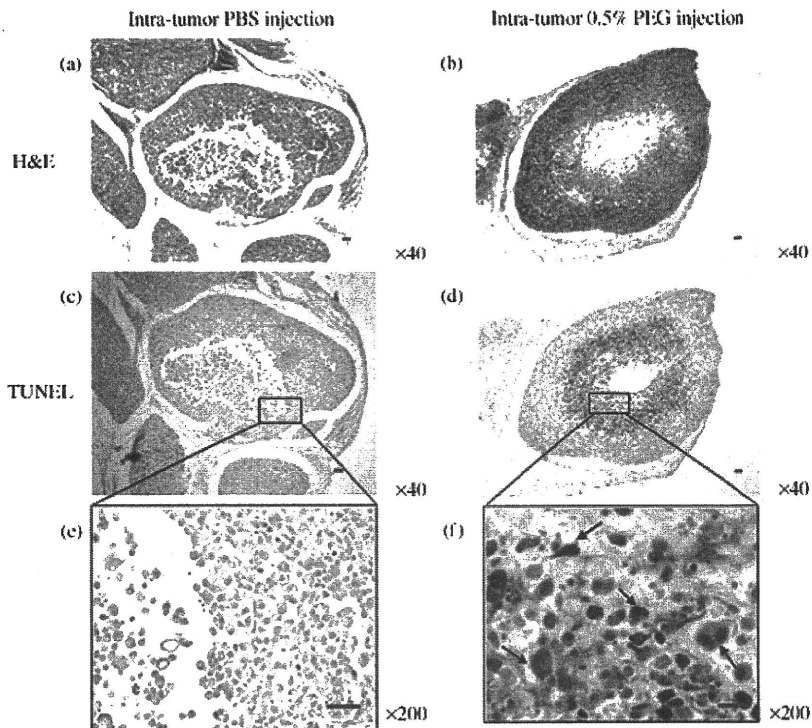 Intra-tumor PBS injection
Intra-tumor 0.5% PEG injection
(a)
(b)
H&E
×40
×40
(c)
(d)
TUNEL
×40
×40
(e)
(f)
×200
×200